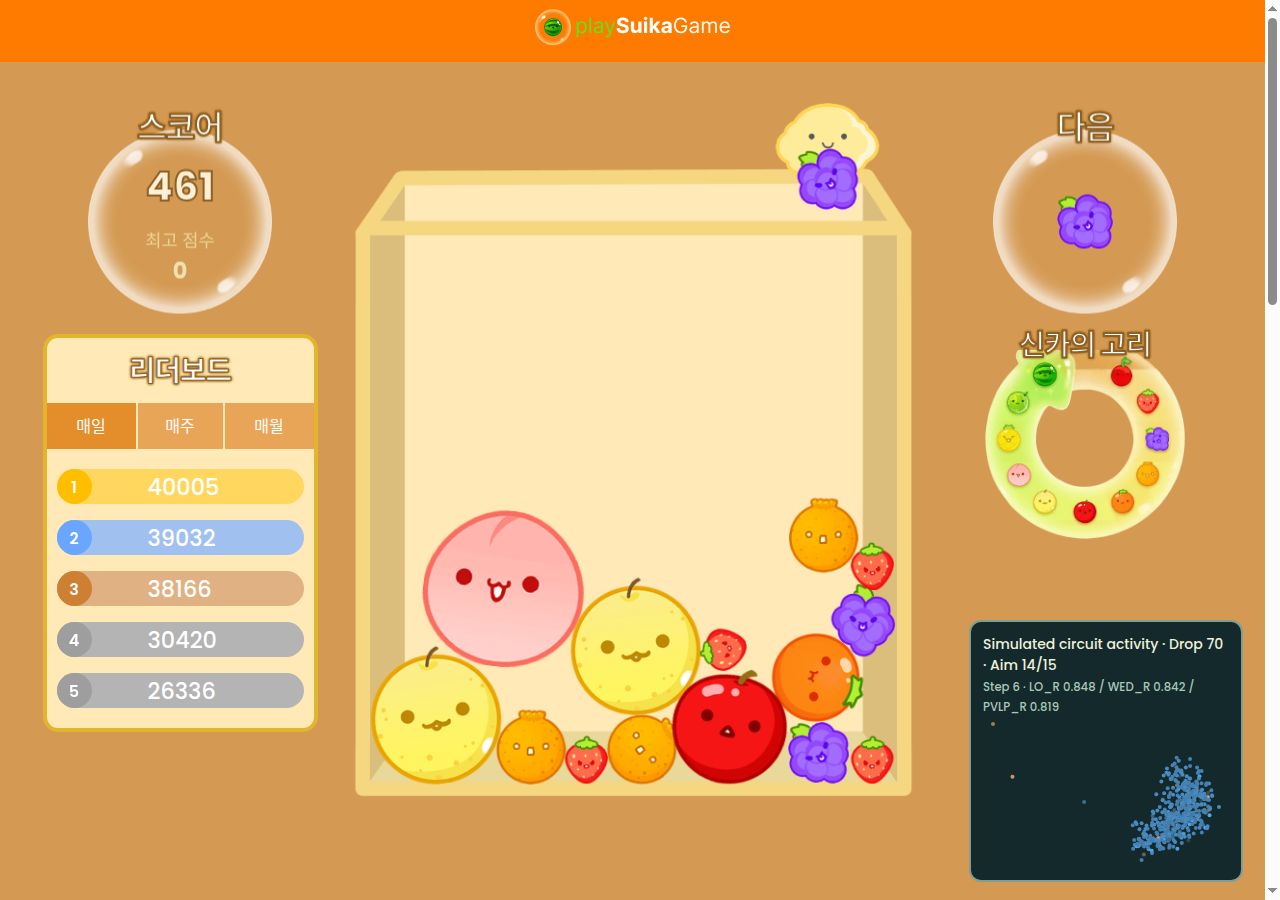 playSuikaGame
스코어
461
최고 점수
0
리더보드
매일 매주 매월
1 40005
2 39032
3 38166
4 30420
5 26336
다음
신카의 고리
Simulated circuit activity · Drop 70
· Aim 14/15
Step 6 · LO_R 0.848 / WED_R 0.842 /
PVLP_R 0.819